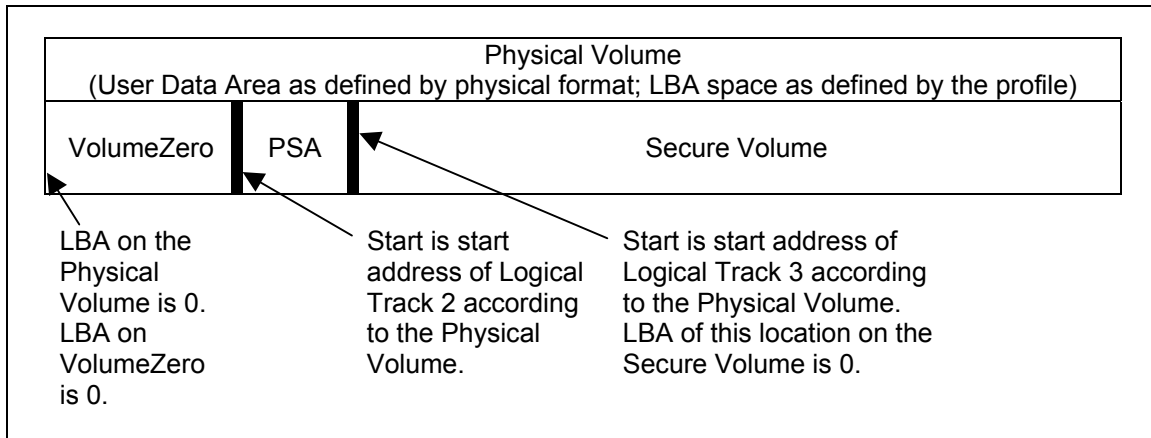 Physical Volume
(User Data Area as defined by physical format; LBA space as defined by the profile)
VolumeZero
PSA
Secure Volume
LBA on the
Physical
Volume is 0.
LBA on
VolumeZero
is 0.
Start is start
address of Logical
Track 2 according
to the Physical
Volume.
Start is start address of
Logical Track 3 according
to the Physical Volume.
LBA of this location on the
Secure Volume is 0.